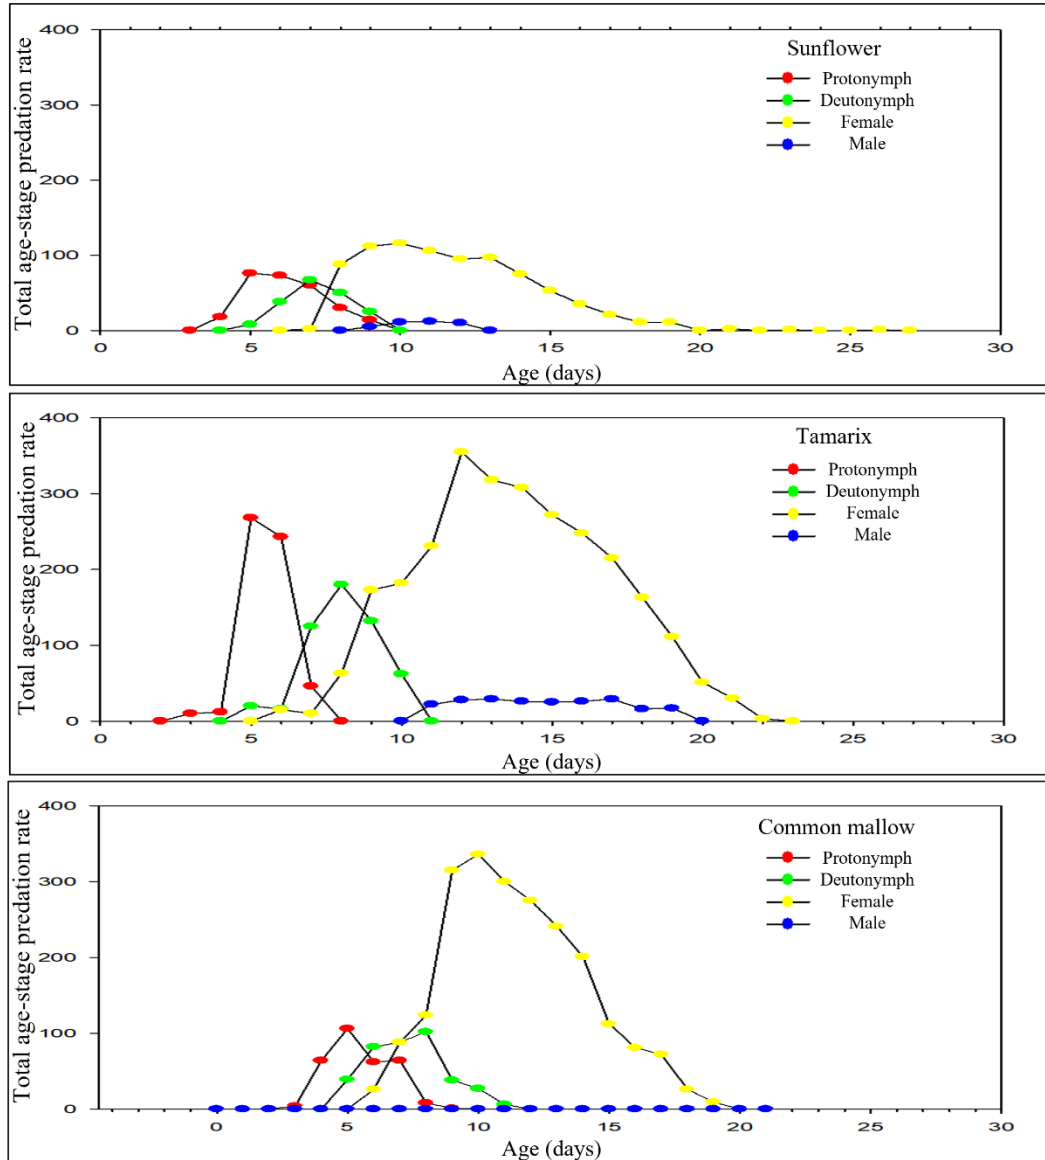 Total age-stage predation rate
400
300
200
100
0
Sunflower
Protonymph
Deutonymph
Female
Male
0 5 10 15 20 25 30
Age (days)
Total age-stage predation rate
400
300
200
100
0
Tamarix
Protonymph
Deutonymph
Female
Male
0 5 10 15 20 25 30
Age (days)
Total age-stage predation rate
400
300
200
100
0
Common mallow
Protonymph
Deutonymph
Female
Male
0 5 10 15 20 25 30
Age (days)